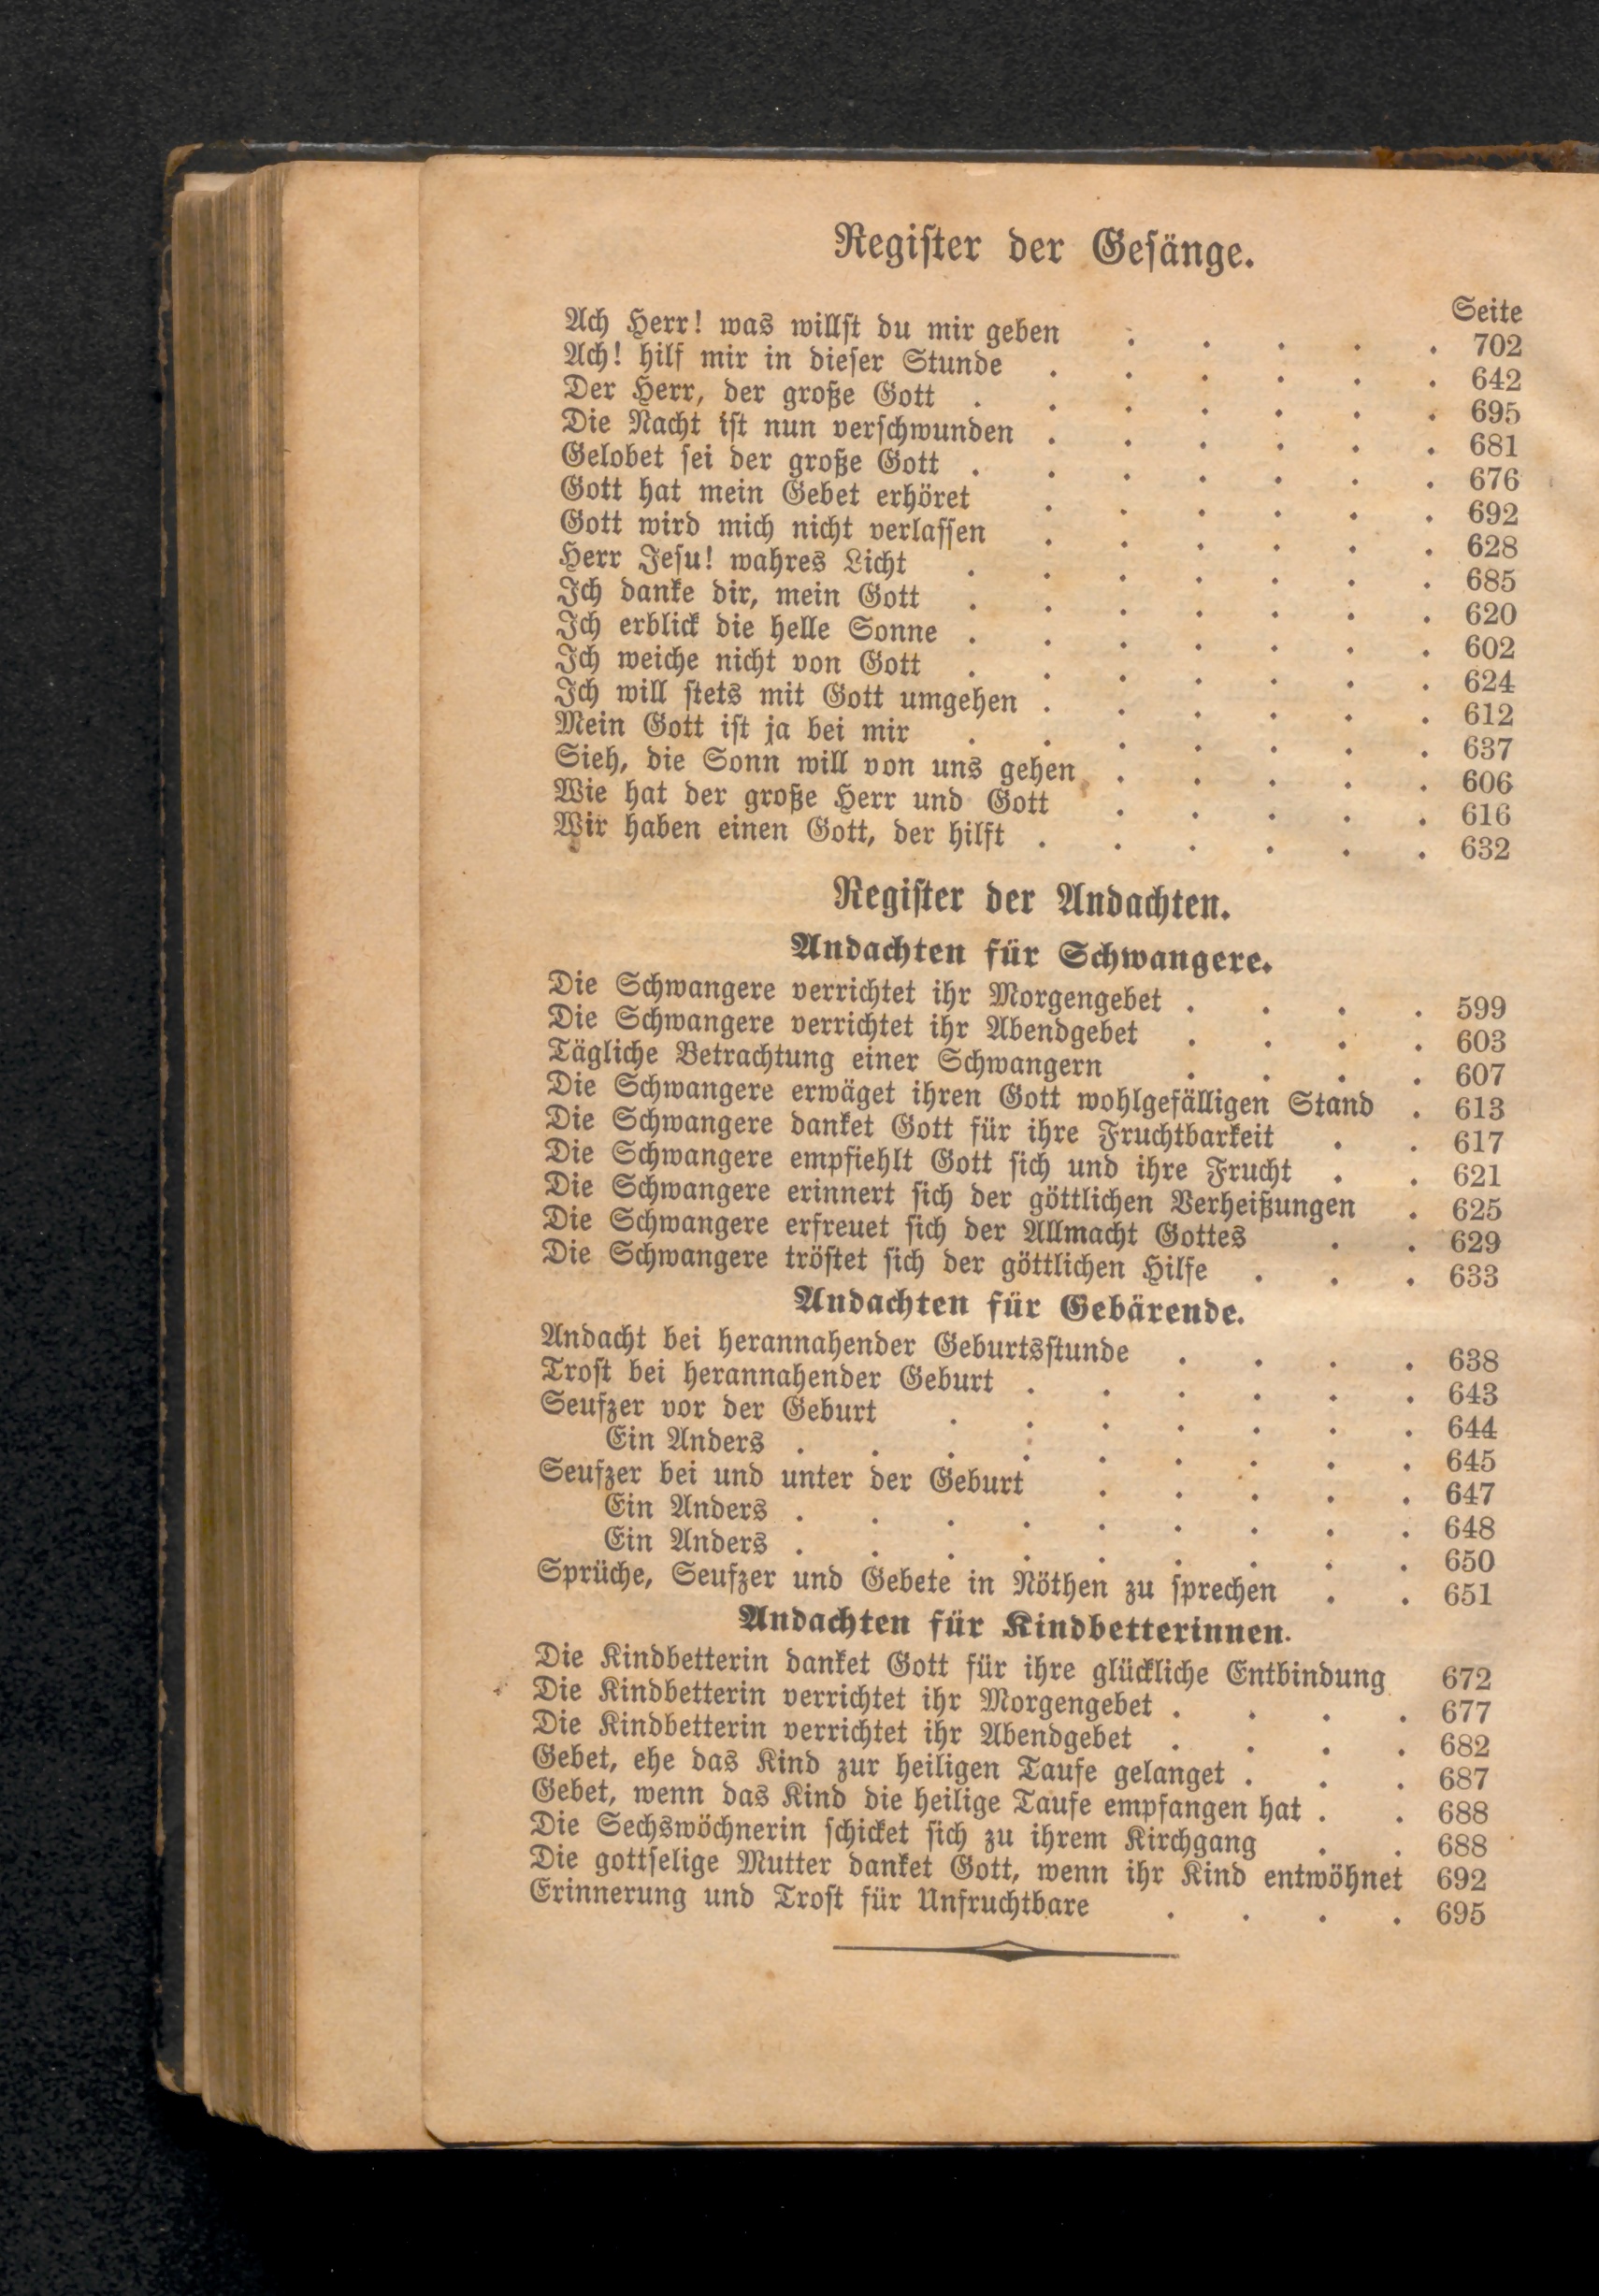 Register der Gesänge.
Seite
Ach Herr! was willst du mir geben . . . . . 702
Ach! hilf mir in dieser Stunde . . . . . . 642
Der Herr, der große Gott . . . . . . . 695
Die Nacht ist nun verschwunden . . . . . . 681
Gelobet sei der große Gott . . . . . . . 676
Gott hat mein Gebet erhöret . . . . . . 692
Gott wird mich nicht verlassen . . . . . . 628
Herr Jesu! wahres Licht . . . . . . . 685
Ich danke dir, mein Gott . . . . . . . 620
Ich erblick die helle Sonne . . . . . . . 602
Ich weiche nicht von Gott . . . . . . . 624
Ich will stets mit Gott umgehen . . . . . . 612
Mein Gott ist ja bei mir . . . . . . . 637
Sieh, die Sonn will von uns gehen . . . . . 606
Wie hat der große Herr und Gott . . . . . 616
Wir haben einen Gott, der hilft . . . . . . 632
Register der Andachten.
Andachten für Schwangere.
Die Schwangere verrichtet ihr Morgengebet . . . . 599
Die Schwangere verrichtet ihr Abendgebet . . . . 603
Tägliche Betrachtung einer Schwangern . . . . 607
Die Schwangere erwäget ihren Gott wohlgefälligen Stand . 613
Die Schwangere danket Gott für ihre Fruchtbarkeit . . 617
Die Schwangere empfiehlt Gott sich und ihre Frucht . . 621
Die Schwangere erinnert sich der göttlichen Verheißungen . 625
Die Schwangere erfreuet sich der Allmacht Gottes . . 629
Die Schwangere tröstet sich der göttlichen Hilfe . . . 633
Andachten für Gebärende.
Andacht bei herannahender Geburtsstunde . . . . 638
Trost bei herannahender Geburt . . . . . . 643
Seufzer vor der Geburt . . . . . . . 644
Ein Anders . . . . . . . . . 645
Seufzer bei und unter der Geburt . . . . . 647
Ein Anders . . . . . . . . . 648
Ein Anders . . . . . . . . . 650
Sprüche, Seufzer und Gebete in Nöthen zu sprechen . . 651
Andachten für Kindbetterinnen.
Die Kindbetterin danket Gott für ihre glückliche Entbindung 672
Die Kindbetterin verrichtet ihr Morgengebet . . . . 677
Die Kindbetterin verrichtet ihr Abendgebet . . . . 682
Gebet, ehe das Kind zur heiligen Taufe gelanget . . . 687
Gebet, wenn das Kind die heilige Taufe empfangen hat . . 688
Die Sechswöchnerin schicket sich zu ihrem Kirchgang . . 688
Die gottselige Mutter danket Gott, wenn ihr Kind entwöhnet 692
Erinnerung und Trost für Unfruchtbare . . . . 695